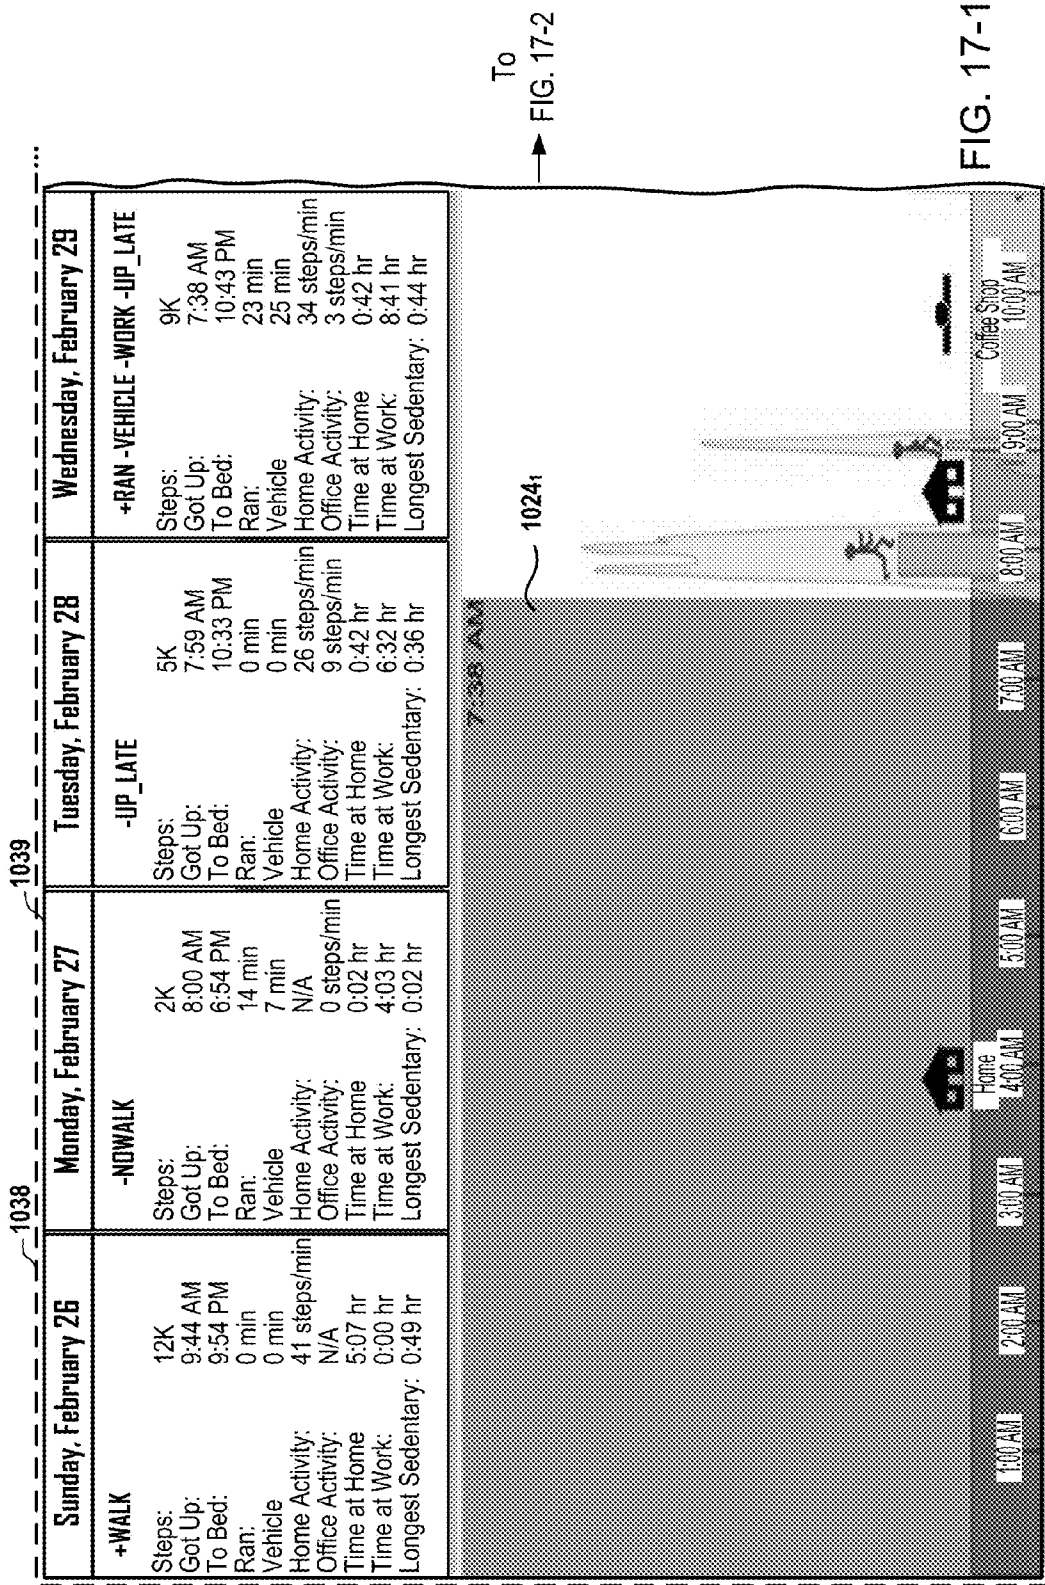 1038
1039
Sunday, February 26
+WALK
Steps: 12K
Got Up: 9:44 AM
To Bed: 9:54 PM
Ran: 0 min
Vehicle 0 min
Home Activity: 41 steps/min
Office Activity: N/A
Time at Home 5:07 hr
Time at Work: 0:00 hr
Longest Sedentary: 0:49 hr
Monday, February 27
-NOWALK
Steps: 2K
Got Up: 8:00 AM
To Bed: 6:54 PM
Ran: 14 min
Vehicle 7 min
Home Activity: N/A
Office Activity: 0 steps/min
Time at Home 0:02 hr
Time at Work: 4:03 hr
Longest Sedentary: 0:02 hr
Tuesday, February 28
-UP_LATE
Steps: 5K
Got Up: 7:59 AM
To Bed: 10:33 PM
Ran: 0 min
Vehicle 0 min
Home Activity: 26 steps/min
Office Activity: 9 steps/min
Time at Home 0:42 hr
Time at Work: 6:32 hr
Longest Sedentary: 0:36 hr
Wednesday, February 29
+RAN -VEHICLE -WORK -UP_LATE
Steps: 9K
Got Up: 7:38 AM
To Bed: 10:43 PM
Ran: 23 min
Vehicle 25 min
Home Activity: 34 steps/min
Office Activity: 3 steps/min
Time at Home 0:42 hr
Time at Work: 8:41 hr
Longest Sedentary: 0:44 hr
...
7:38 AM
1024₁
To
FIG. 17-2
Home
Coffee Shop
1:00 AM 2:00 AM 3:00 AM 4:00 AM 5:00 AM 6:00 AM 7:00 AM 8:00 AM 9:00 AM 10:00 AM
FIG. 17-1